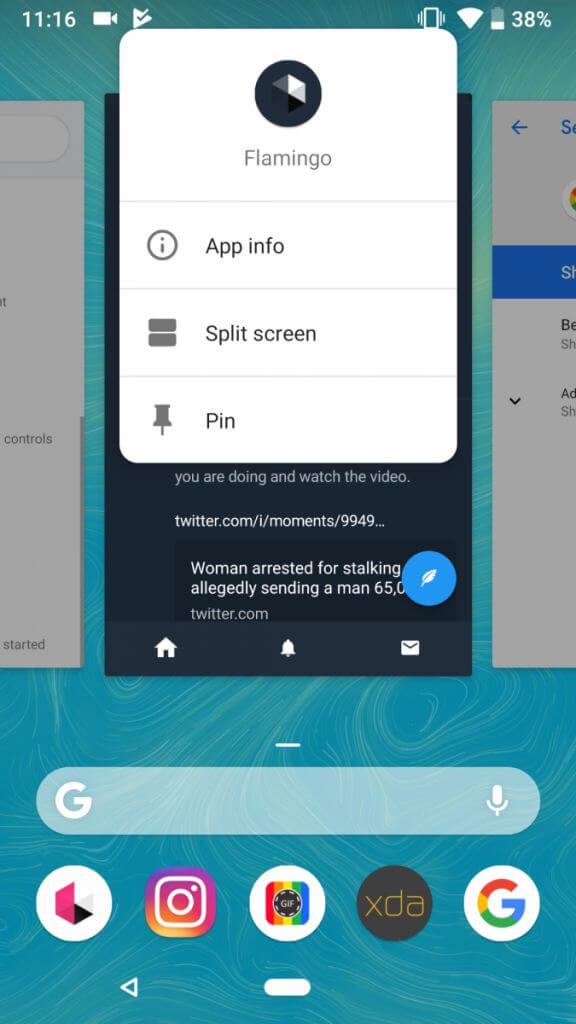 11:16
38%
Flamingo
Se
App info
Sh
nt
Split screen
Be
Sh
Ad
Sh
Pin
controls
you are doing and watch the video.
twitter.com/i/moments/9949…
Woman arrested for stalking
allegedly sending a man 65,0
twitter.com
started
G
GIF
xda
G